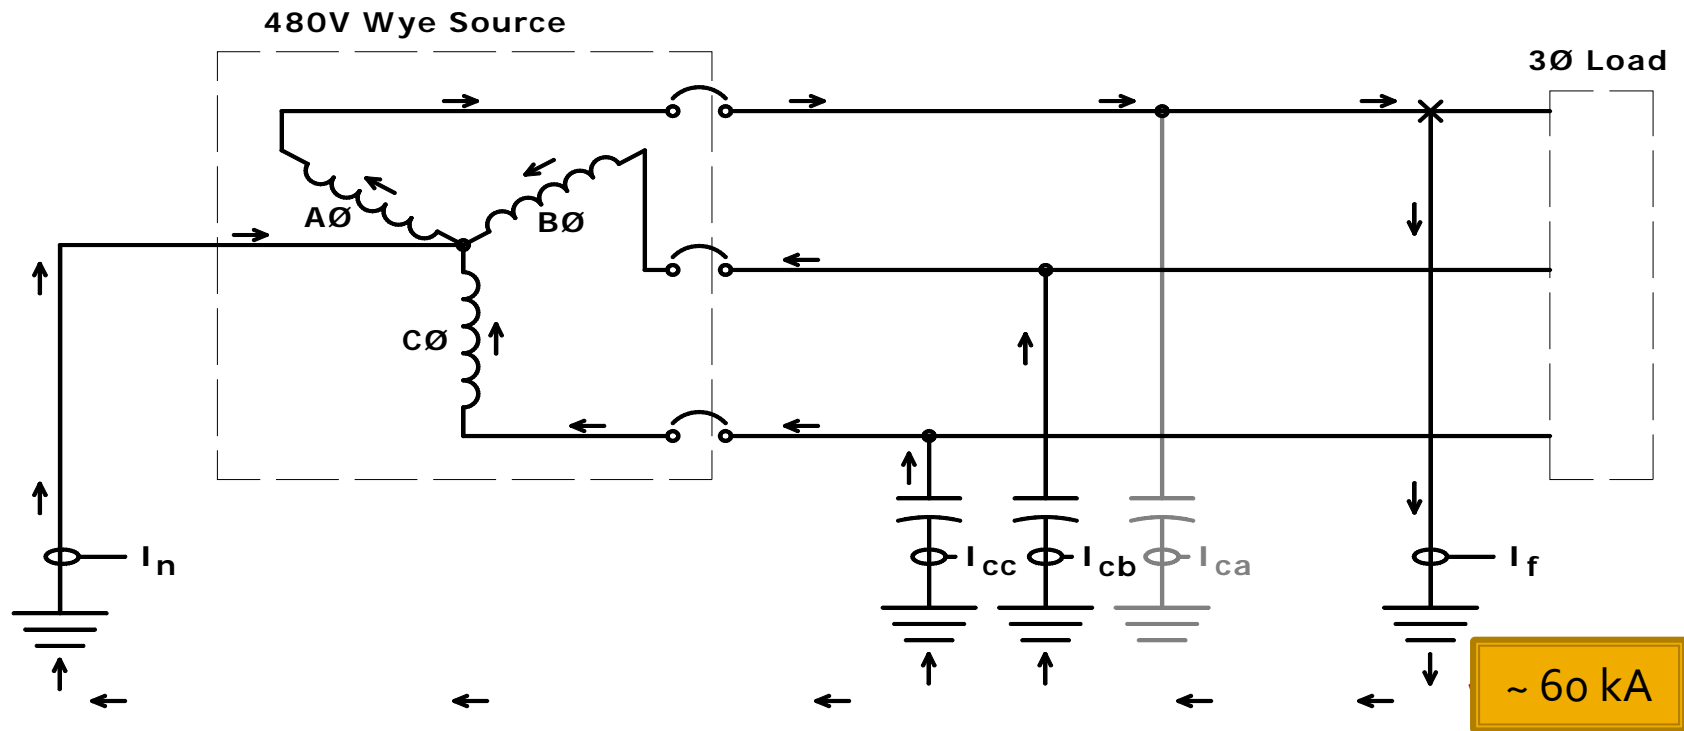 480V Wye Source
3Ø Load
AØ
BØ
CØ
In
Icc
Icb
Ica
If
~ 60 kA